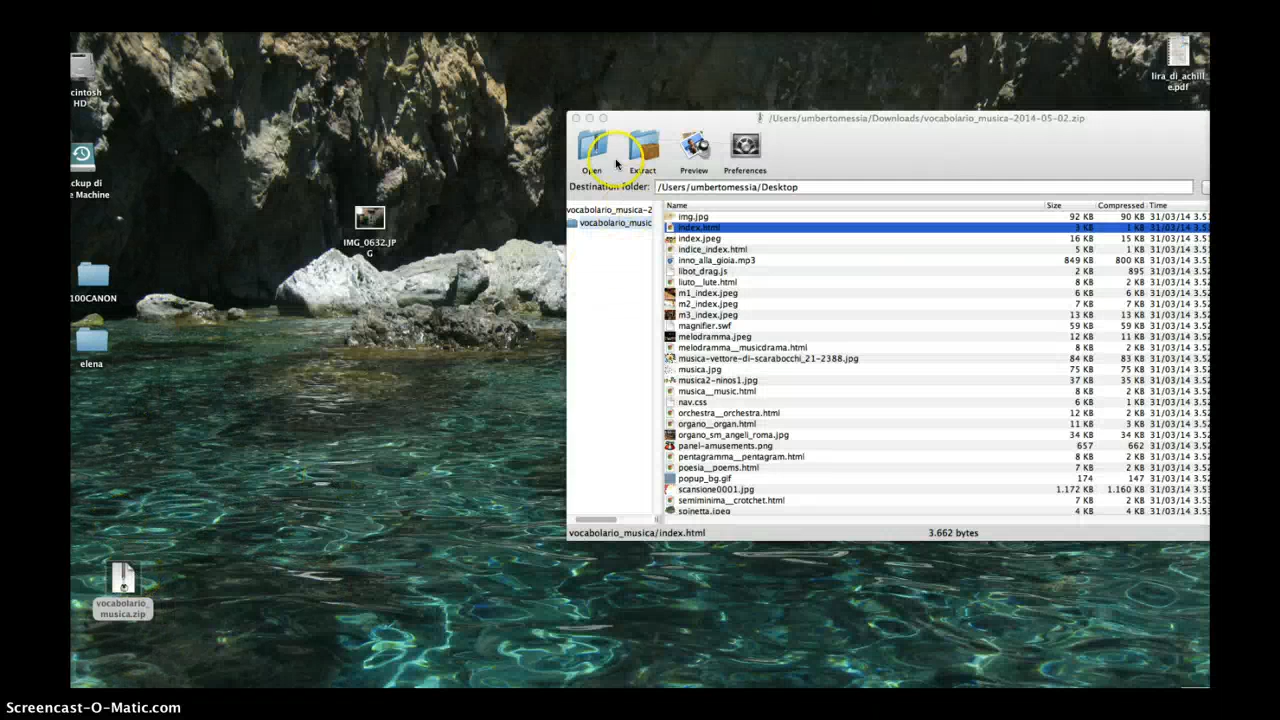 cintosh
HD
ckup di
e Machine
IMG_0632.JP
G
100CANON
elena
vocabolario_
musica.zip
lira_di_achill
e.pdf
/Users/umbertomessia/Downloads/vocabolario_musica-2014-05-02.zip
Open Extract Preview Preferences
Destination folder: /Users/umbertomessia/Desktop
vocabolario_musica-2
vocabolario_music
Name Size Compressed Time
img.jpg 92 KB 90 KB 31/03/14 3.5
index.html 3 KB 1 KB 31/03/14 3.5
index.jpeg 16 KB 15 KB 31/03/14 3.5
indice_index.html 5 KB 1 KB 31/03/14 3.5
inno_alla_gioia.mp3 849 KB 800 KB 31/03/14 3.5
libot_drag.js 2 KB 895 31/03/14 3.5
liuto__lute.html 8 KB 2 KB 31/03/14 3.5
m1_index.jpeg 6 KB 6 KB 31/03/14 3.5
m2_index.jpeg 7 KB 7 KB 31/03/14 3.5
m3_index.jpeg 13 KB 13 KB 31/03/14 3.5
magnifier.swf 59 KB 59 KB 31/03/14 3.5
melodramma.jpeg 12 KB 11 KB 31/03/14 3.5
melodramma__musicdrama.html 8 KB 2 KB 31/03/14 3.5
musica-vettore-di-scarabocchi_21-2388.jpg 84 KB 83 KB 31/03/14 3.5
musica.jpg 75 KB 75 KB 31/03/14 3.5
musica2-ninos1.jpg 37 KB 35 KB 31/03/14 3.5
musica__music.html 8 KB 2 KB 31/03/14 3.5
nav.css 6 KB 1 KB 31/03/14 3.5
orchestra__orchestra.html 12 KB 2 KB 31/03/14 3.5
organo__organ.html 11 KB 3 KB 31/03/14 3.5
organo_sm_angeli_roma.jpg 34 KB 34 KB 31/03/14 3.5
panel-amusements.png 657 662 31/03/14 3.5
pentagramma__pentagram.html 8 KB 2 KB 31/03/14 3.5
poesia__poems.html 7 KB 2 KB 31/03/14 3.5
popup_bg.gif 174 147 31/03/14 3.5
scansione0001.jpg 1.172 KB 1.160 KB 31/03/14 3.5
semiminima__crotchet.html 7 KB 2 KB 31/03/14 3.5
spinetta.jpeg 4 KB 4 KB 31/03/14 3.5
vocabolario_musica/index.html 3.662 bytes
Screencast-O-Matic.com